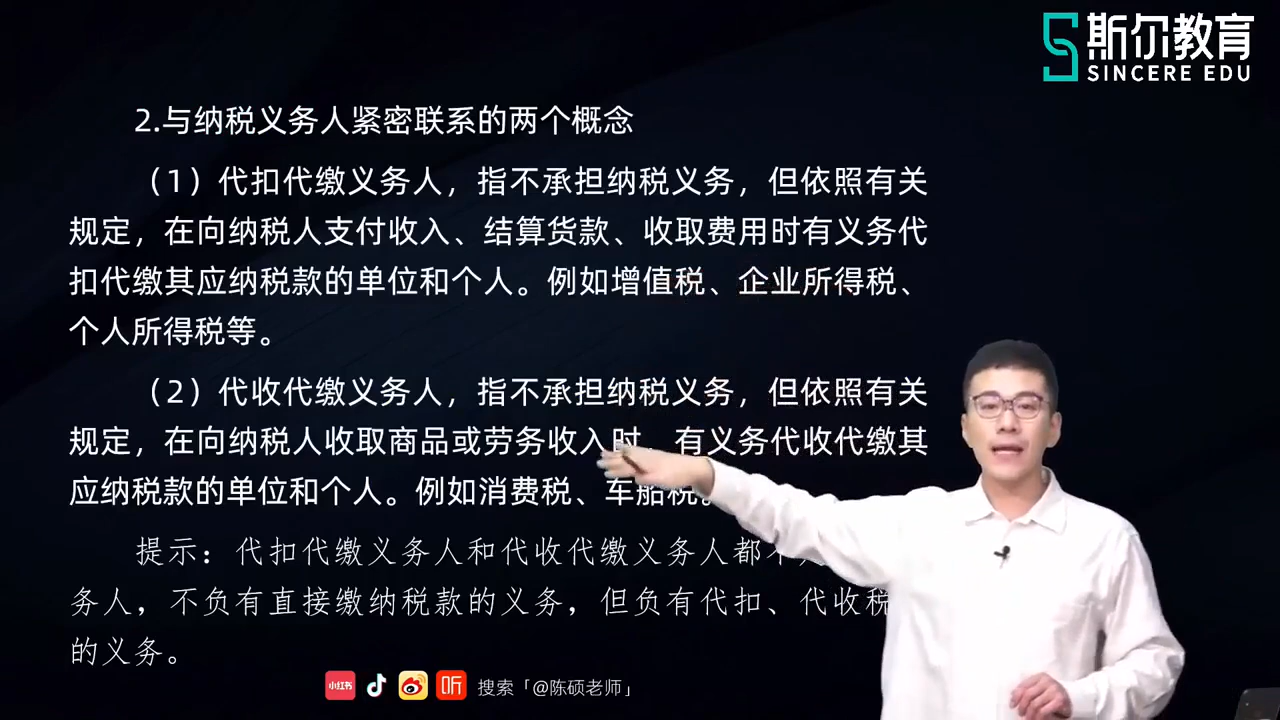 斯尔教育
SINCERE EDU
2.与纳税义务人紧密联系的两个概念
（1）代扣代缴义务人，指不承担纳税义务，但依照有关
规定，在向纳税人支付收入、结算货款、收取费用时有义务代
扣代缴其应纳税款的单位和个人。例如增值税、企业所得税、
个人所得税等。
（2）代收代缴义务人，指不承担纳税义务，但依照有关
规定，在向纳税人收取商品或劳务收入时，有义务代收代缴其
应纳税款的单位和个人。例如消费税、车船税。
提示：代扣代缴义务人和代收代缴义务人都不
务人，不负有直接缴纳税款的义务，但负有代扣、代收税
的义务。
小红书 听 搜索「@陈硕老师」